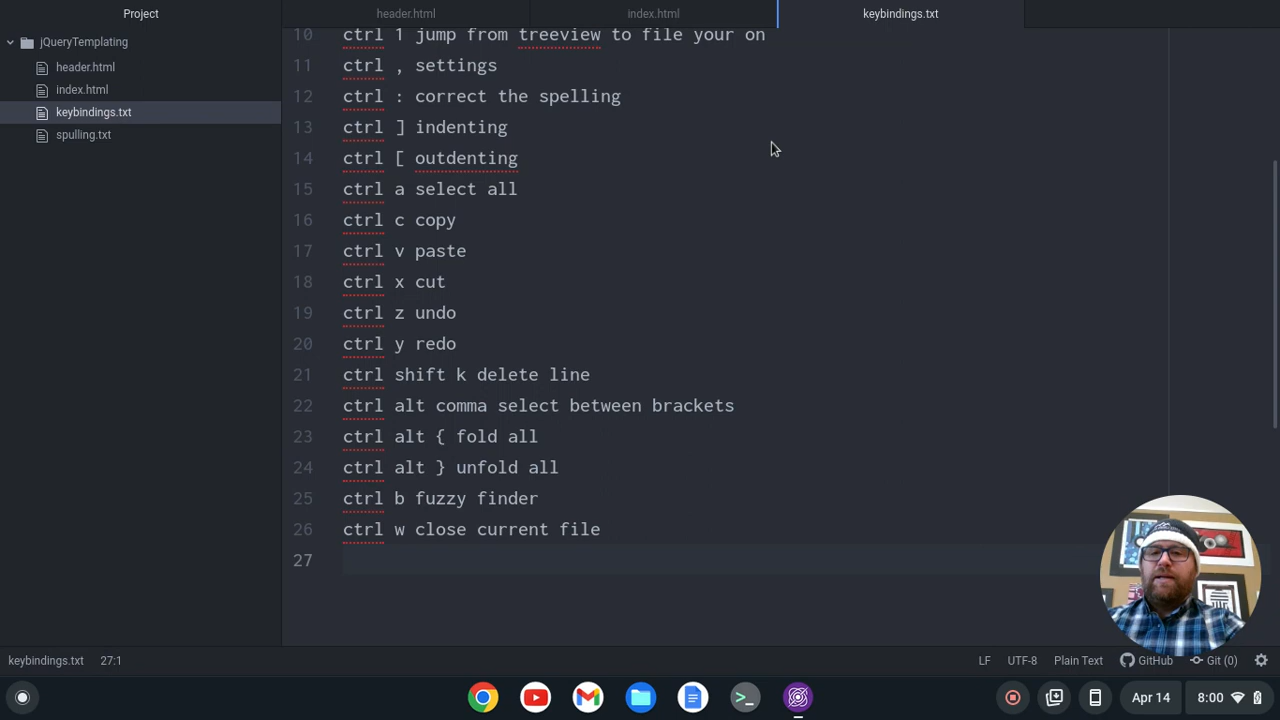 Project
header.html
index.html
keybindings.txt
jQueryTemplating
header.html
index.html
keybindings.txt
spulling.txt
10 ctrl 1 jump from treeview to file your on
11 ctrl , settings
12 ctrl : correct the spelling
13 ctrl ] indenting
14 ctrl [ outdenting
15 ctrl a select all
16 ctrl c copy
17 ctrl v paste
18 ctrl x cut
19 ctrl z undo
20 ctrl y redo
21 ctrl shift k delete line
22 ctrl alt comma select between brackets
23 ctrl alt { fold all
24 ctrl alt } unfold all
25 ctrl b fuzzy finder
26 ctrl w close current file
27
keybindings.txt 27:1
LF UTF-8 Plain Text GitHub Git (0)
Apr 14 8:00